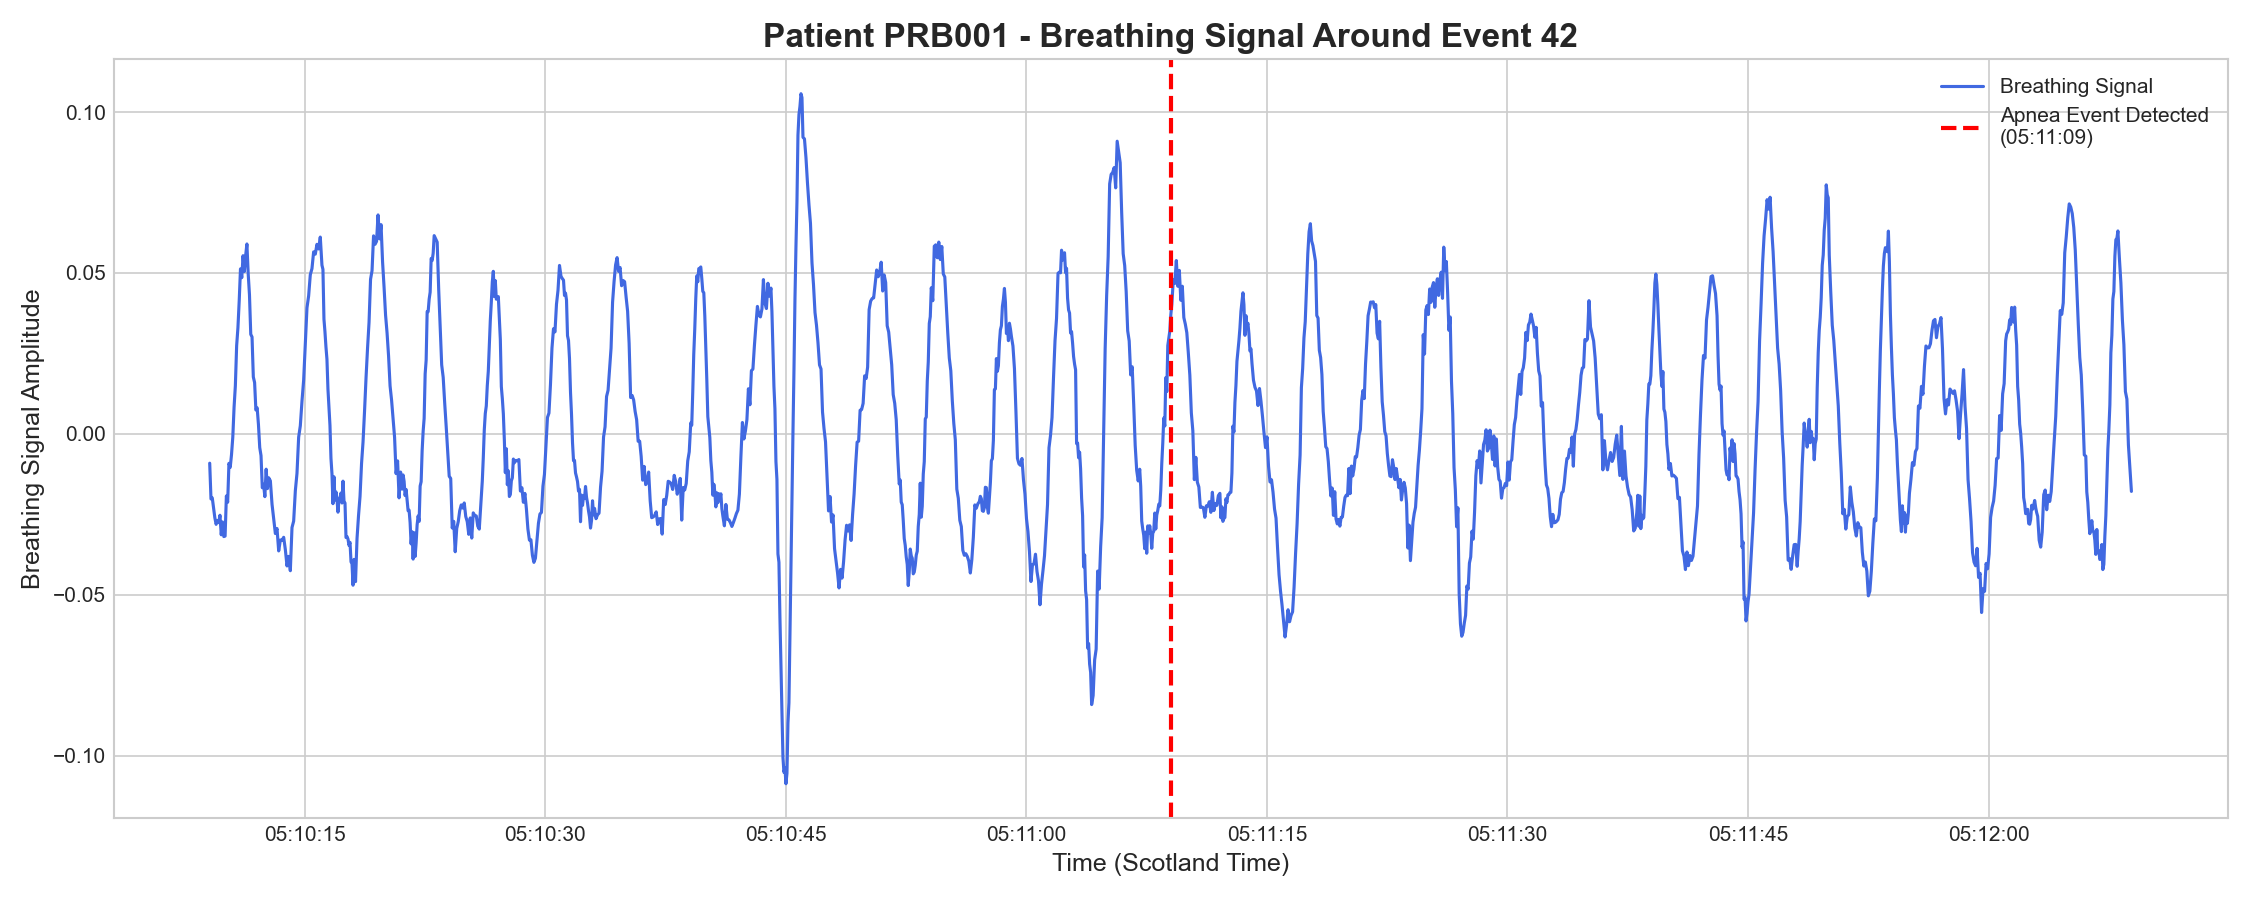 Patient PRB001 - Breathing Signal Around Event 42
Breathing Signal
Apnea Event Detected
(05:11:09)
Breathing Signal Amplitude
0.10
0.05
0.00
−0.05
−0.10
05:10:15
05:10:30
05:10:45
05:11:00
05:11:15
05:11:30
05:11:45
05:12:00
Time (Scotland Time)